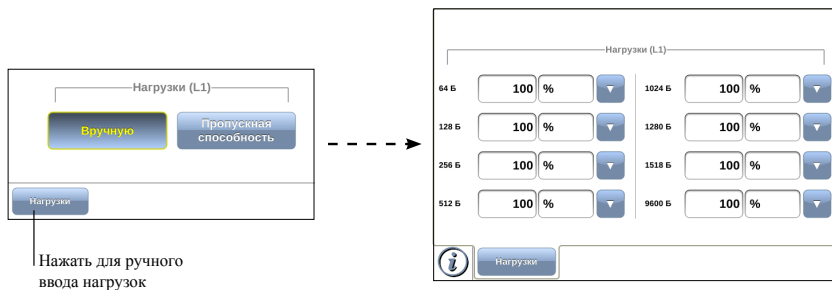 Нагрузки (L1)
Вручную
Пропускная
способность
Нагрузки
Нажать для ручного
ввода нагрузок
Нагрузки (L1)
64 Б 100 % 1024 Б 100 %
128 Б 100 % 1280 Б 100 %
256 Б 100 % 1518 Б 100 %
512 Б 100 % 9600 Б 100 %
i Нагрузки